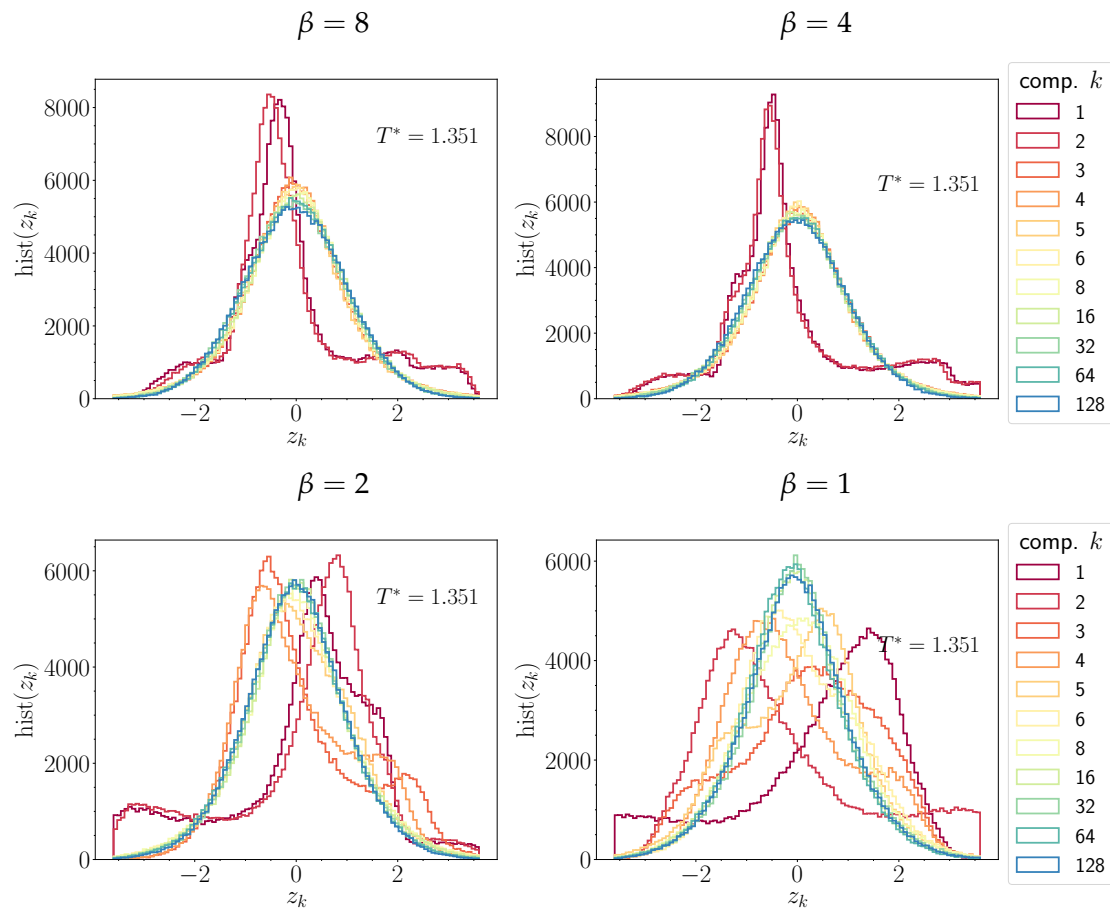 β = 8
β = 4
hist(z_k)
8000
6000
4000
2000
0
T* = 1.351
−2
0
2
z_k
hist(z_k)
8000
6000
4000
2000
0
T* = 1.351
−2
0
2
z_k
comp. k
1
2
3
4
5
6
8
16
32
64
128
β = 2
β = 1
hist(z_k)
6000
4000
2000
0
T* = 1.351
−2
0
2
z_k
hist(z_k)
6000
4000
2000
0
T* = 1.351
−2
0
2
z_k
comp. k
1
2
3
4
5
6
8
16
32
64
128